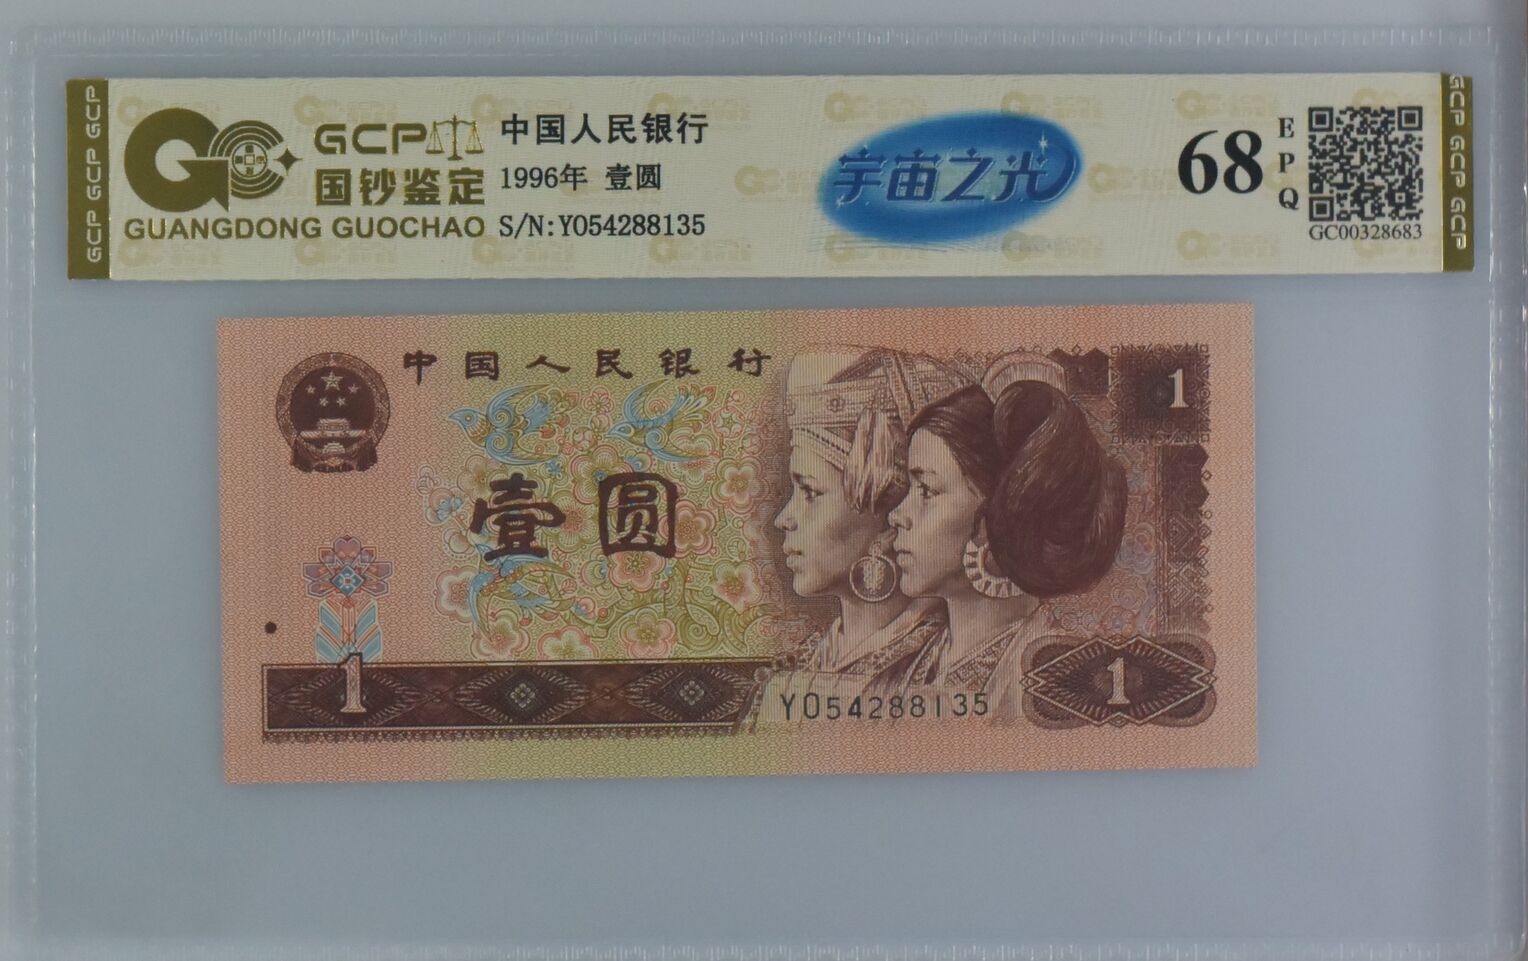 GCP
国钞鉴定
GUANGDONG GUOCHAO
中国人民银行
1996年 壹圆
S/N:Y054288135
宇宙之光
68
EPQ
GC00328683
GCP GCP GCP
GCP GCP GCP
中国人民银行
1
壹圆
1
YO54288135
1